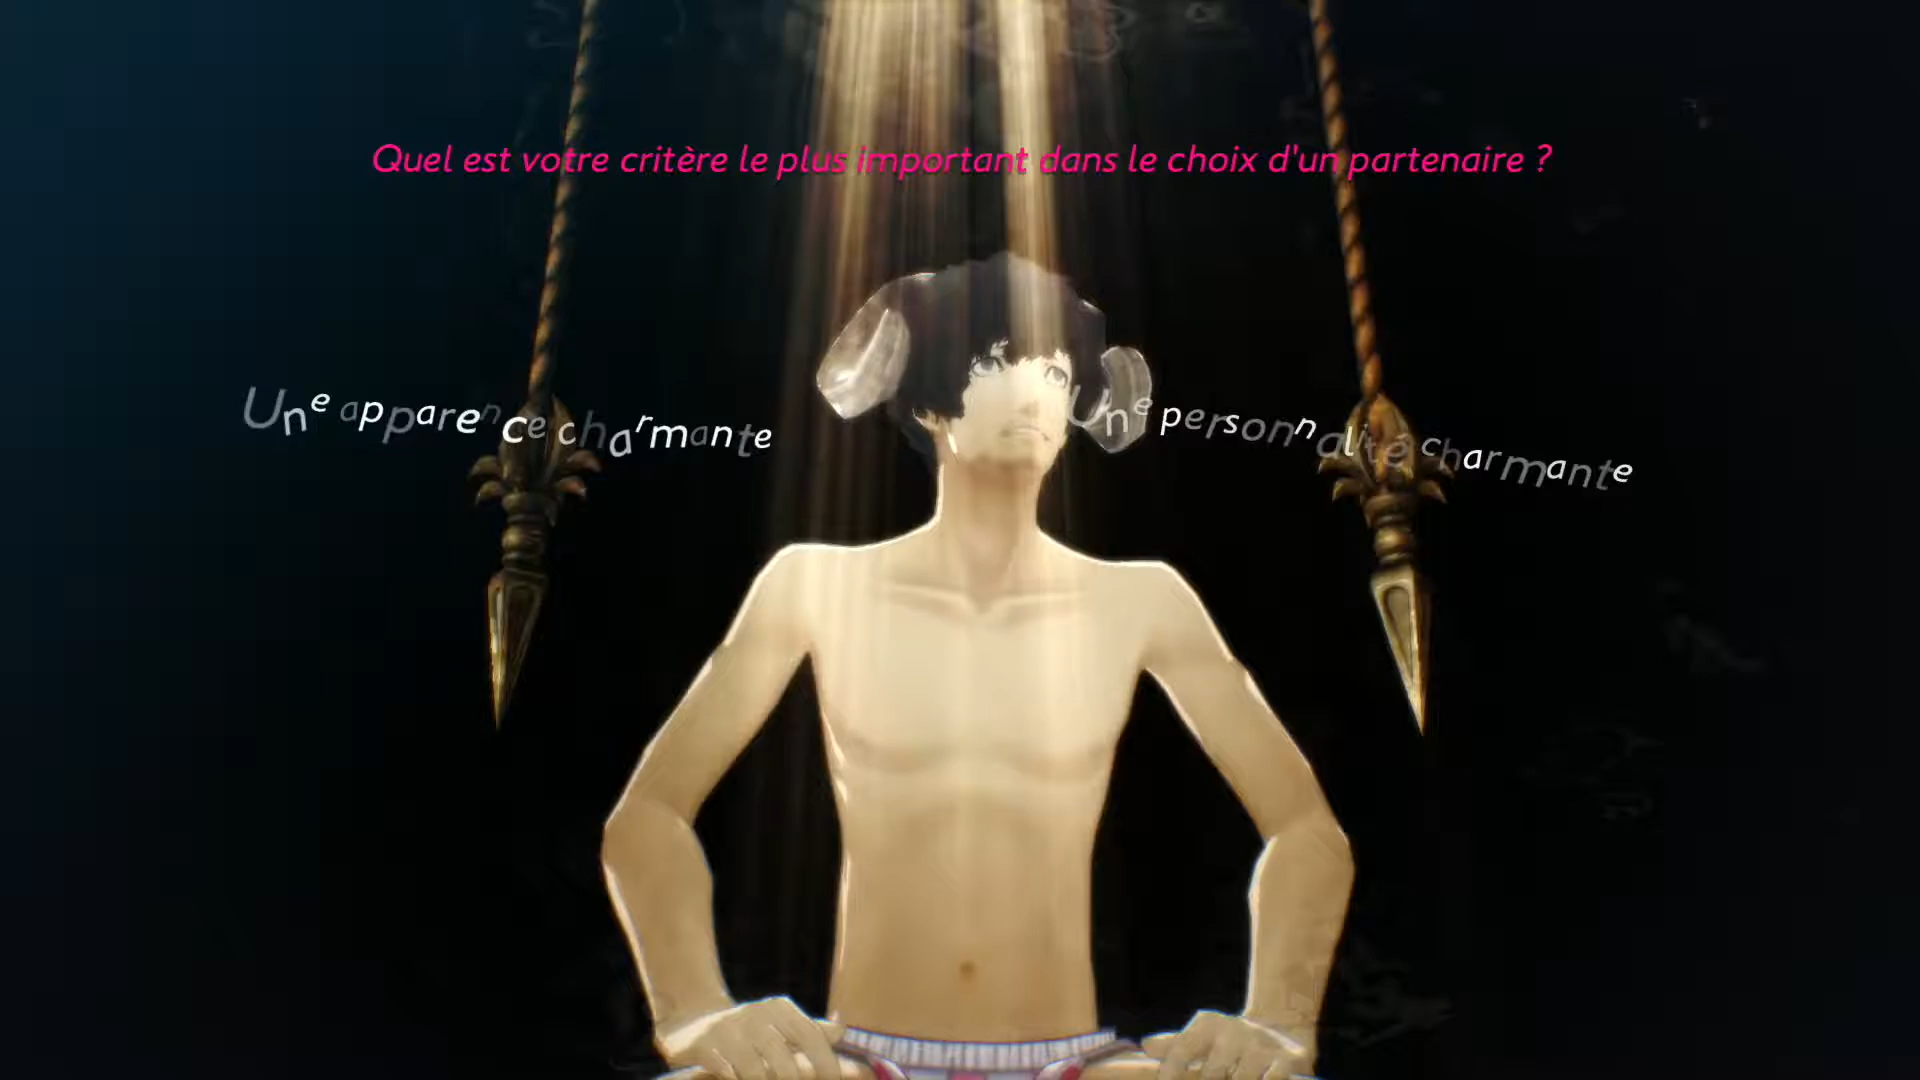 Quel est votre critère le plus important dans le choix d'un partenaire ?
Une apparence charmante
Une personnalité charmante